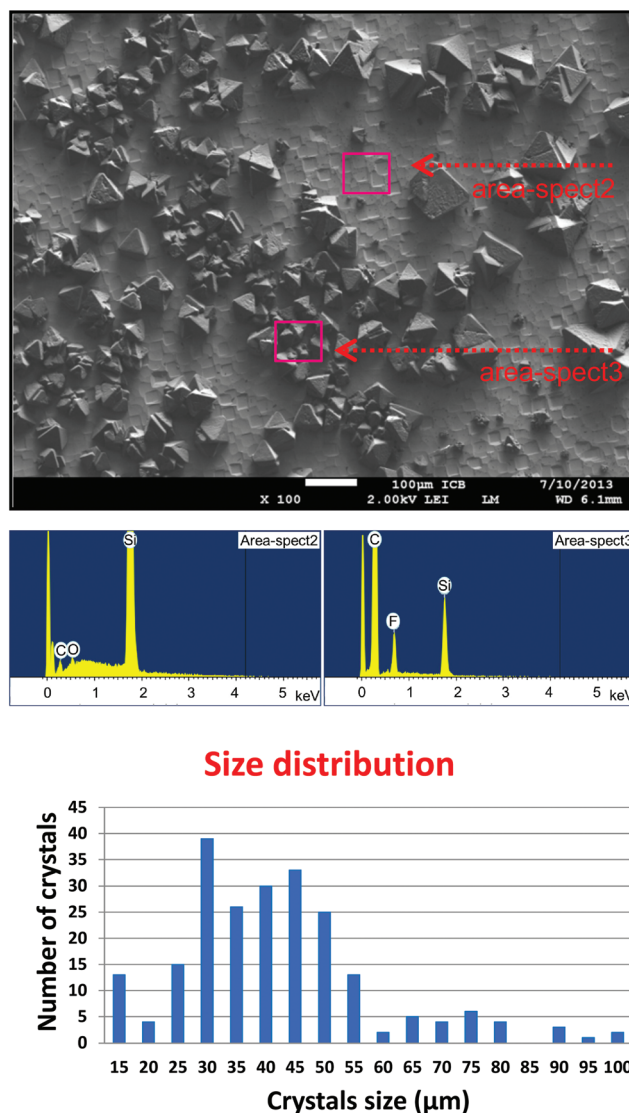 area-spect2
area-spect3
100µm ICB 7/10/2013
X 100 2.00kV LEI LM WD 6.1mm
Si Area-spect2
C O
0 1 2 3 4 5 keV
C Area-spect3
Si
F
0 1 2 3 4 5 keV
Size distribution
Number of crystals
45
40
35
30
25
20
15
10
5
0
15 20 25 30 35 40 45 50 55 60 65 70 75 80 85 90 95 100
Crystals size (µm)